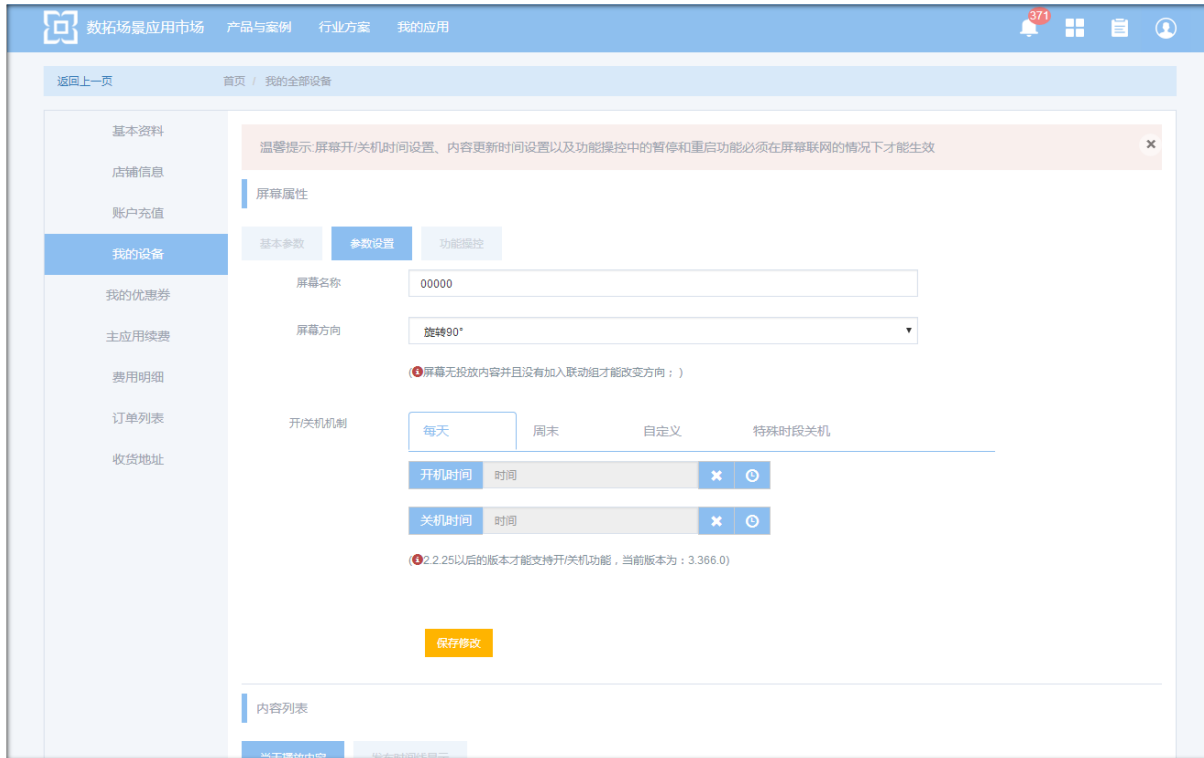 数拓场景应用市场 产品与案例 行业方案 我的应用 371
返回上一页 首页 / 我的全部设备
基本资料
店铺信息
账户充值
我的设备
我的优惠券
主应用续费
费用明细
订单列表
收货地址
温馨提示:屏幕开/关机时间设置、内容更新时间设置以及功能操控中的暂停和重启功能必须在屏幕联网的情况下才能生效 ×
屏幕属性
基本参数 参数设置 功能操控
屏幕名称 00000
屏幕方向 旋转90°
(屏幕无投放内容并且没有加入联动组才能改变方向；)
开/关机机制 每天 周末 自定义 特殊时段关机
开机时间 时间
关机时间 时间
(2.2.25以后的版本才能支持开/关机功能，当前版本为：3.366.0)
保存修改
内容列表